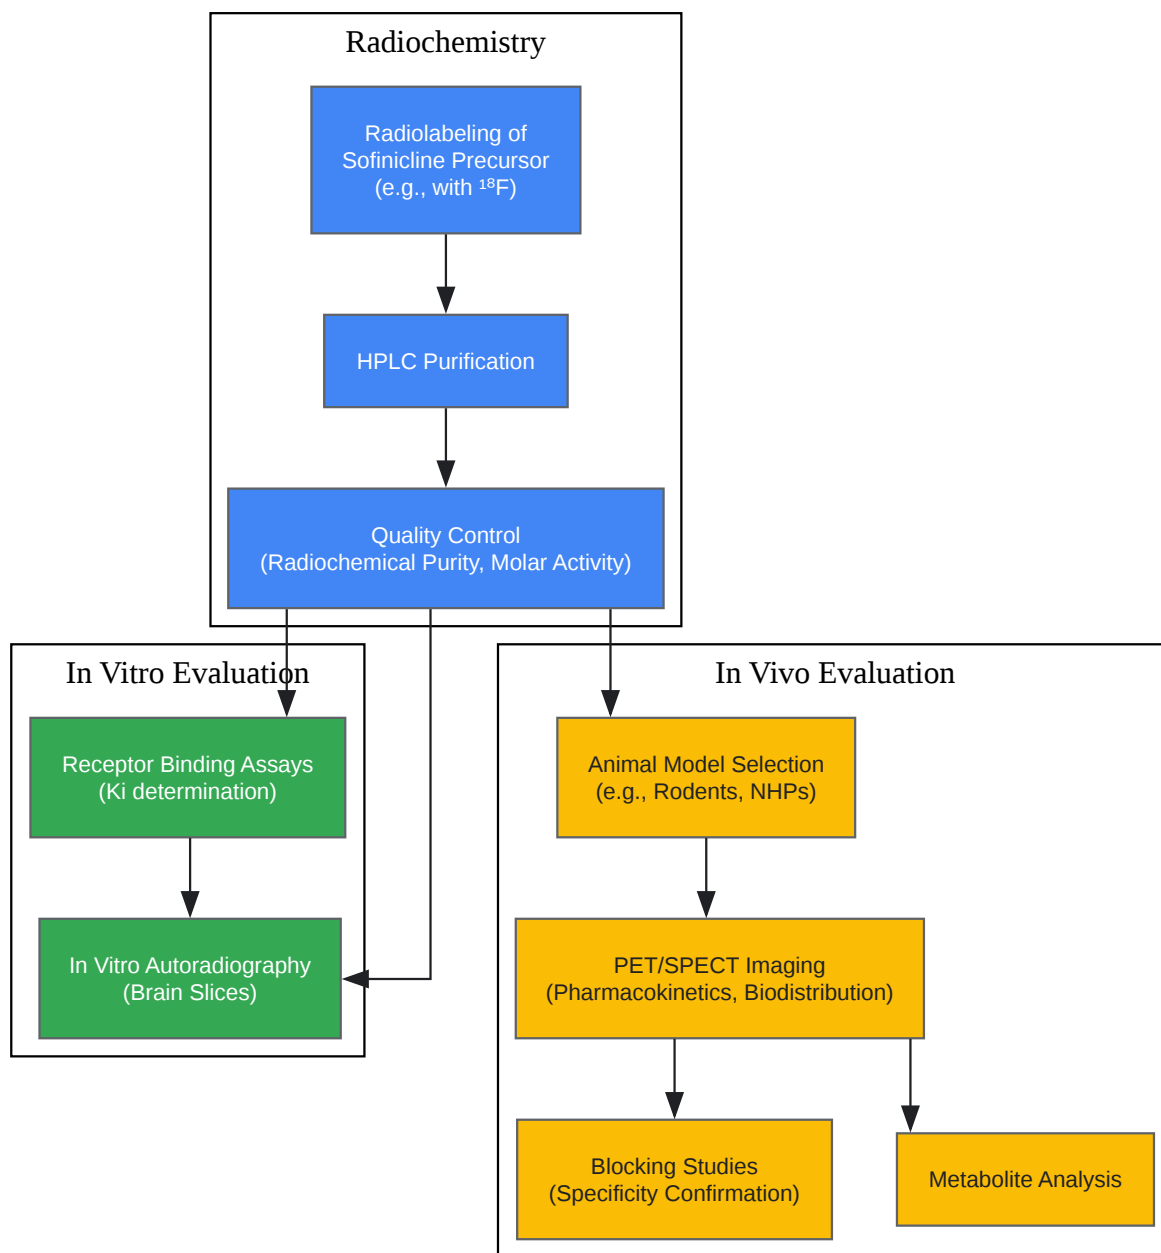 Radiochemistry
Radiolabeling of
Sofinicline Precursor
(e.g., with ¹⁸F)
HPLC Purification
Quality Control
(Radiochemical Purity, Molar Activity)
In Vitro Evaluation
Receptor Binding Assays
(Ki determination)
In Vitro Autoradiography
(Brain Slices)
In Vivo Evaluation
Animal Model Selection
(e.g., Rodents, NHPs)
PET/SPECT Imaging
(Pharmacokinetics, Biodistribution)
Blocking Studies
(Specificity Confirmation)
Metabolite Analysis